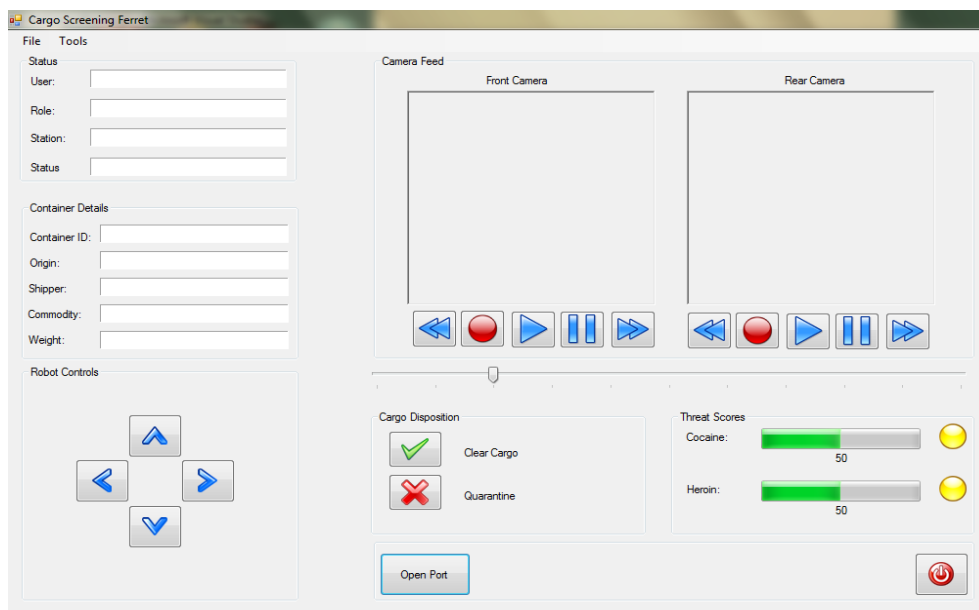 Cargo Screening Ferret
File Tools
Status
User:
Role:
Station:
Status
Container Details
Container ID:
Origin:
Shipper:
Commodity:
Weight:
Robot Controls
Camera Feed
Front Camera
Rear Camera
Cargo Disposition
Clear Cargo
Quarantine
Threat Scores
Cocaine:
50
Heroin:
50
Open Port